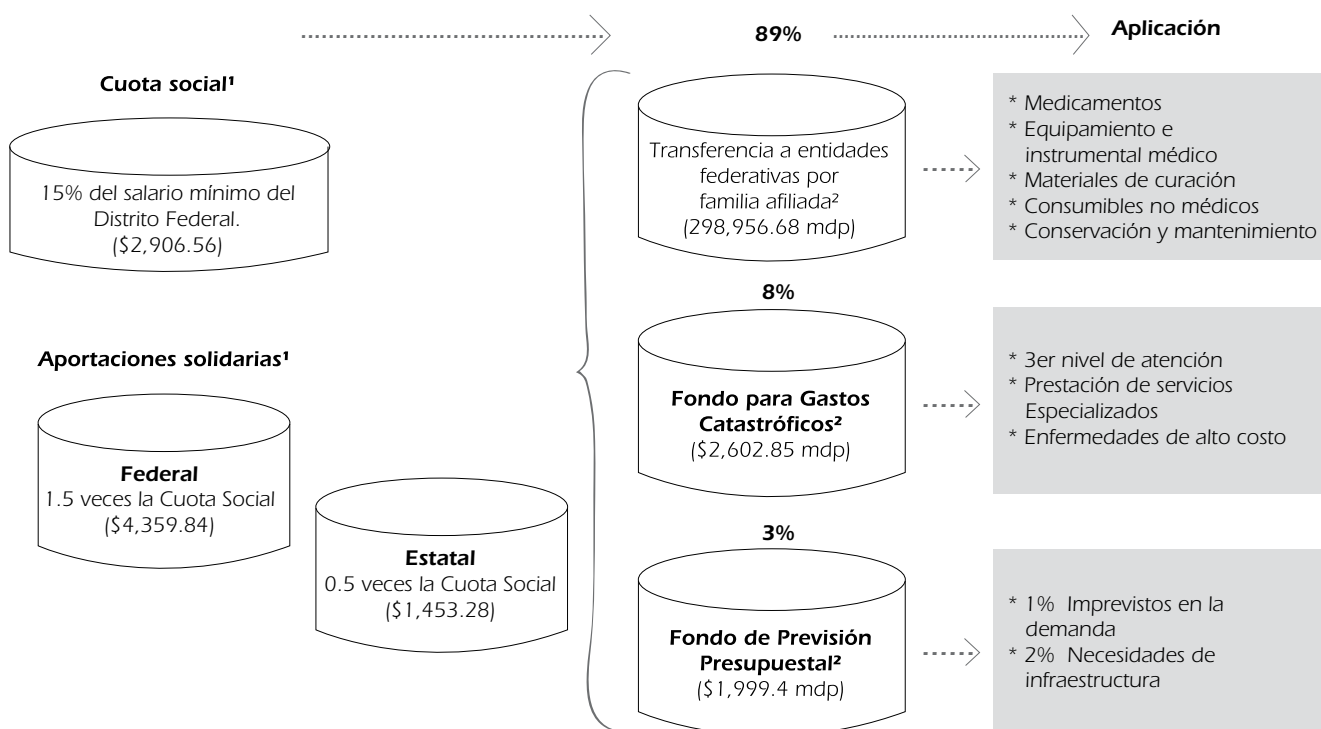 Cuota social¹
15% del salario mínimo del
Distrito Federal.
($2,906.56)
Aportaciones solidarias¹
Federal
1.5 veces la Cuota Social
($4,359.84)
Estatal
0.5 veces la Cuota Social
($1,453.28)
89%
Transferencia a entidades
federativas por
familia afiliada²
(298,956.68 mdp)
8%
Fondo para Gastos
Catastróficos²
($2,602.85 mdp)
3%
Fondo de Previsión
Presupuestal²
($1,999.4 mdp)
Aplicación
* Medicamentos
* Equipamiento e
instrumental médico
* Materiales de curación
* Consumibles no médicos
* Conservación y mantenimiento
* 3er nivel de atención
* Prestación de servicios
Especializados
* Enfermedades de alto costo
* 1% Imprevistos en la
demanda
* 2% Necesidades de
infraestructura